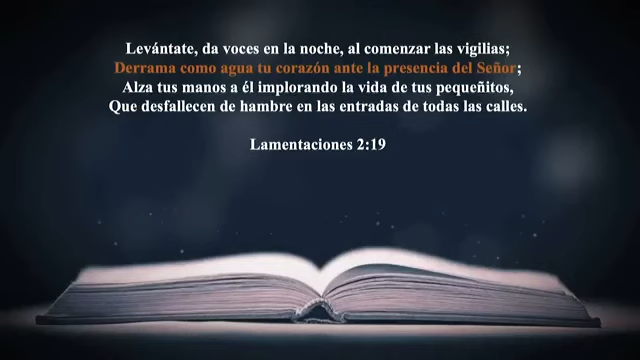 Levántate, da voces en la noche, al comenzar las vigilias;
Derrama como agua tu corazón ante la presencia del Señor;
Alza tus manos a él implorando la vida de tus pequeñitos,
Que desfallecen de hambre en las entradas de todas las calles.
Lamentaciones 2:19